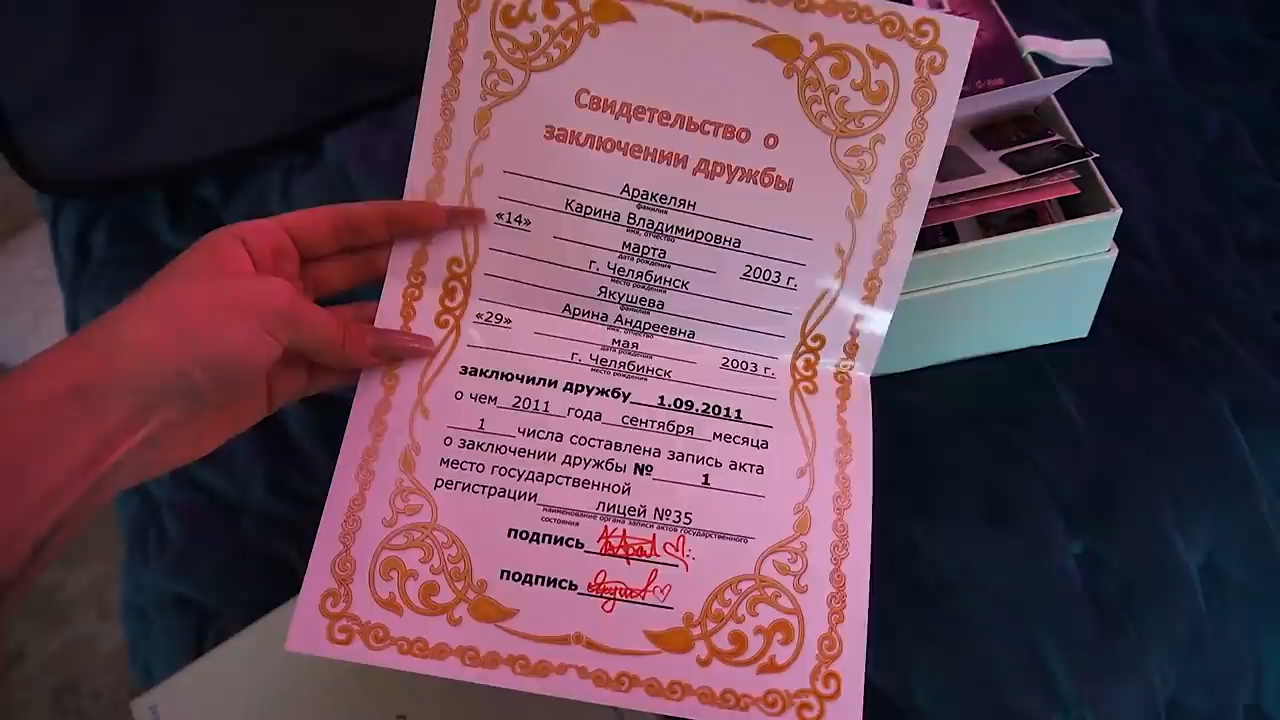 Свидетельство о
заключении дружбы
Аракелян
фамилия
Карина Владимировна
имя, отчество
«14» марта 2003 г.
дата рождения
г. Челябинск
место рождения
Якушева
фамилия
Арина Андреевна
имя, отчество
«29» мая 2003 г.
дата рождения
г. Челябинск
место рождения
заключили дружбу 1.09.2011
о чем 2011 года сентября месяца
1 числа составлена запись акта
о заключении дружбы № 1
место государственной
регистрации лицей №35
наименование органа записи актов государственного
состояния
подпись
подпись